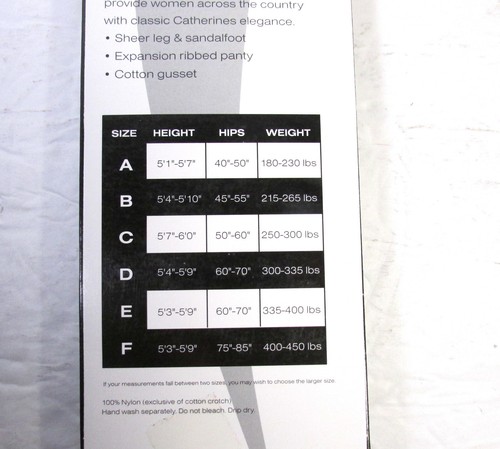 provide women across the country
with classic Catherines elegance.
• Sheer leg & sandalfoot
• Expansion ribbed panty
• Cotton gusset
SIZE HEIGHT HIPS WEIGHT
A 5'1"-5'7" 40"-50" 180-230 lbs
B 5'4"-5'10" 45"-55" 215-265 lbs
C 5'7"-6'0" 50"-60" 250-300 lbs
D 5'4"-5'9" 60"-70" 300-335 lbs
E 5'3"-5'9" 60"-70" 335-400 lbs
F 5'3"-5'9" 75"-85" 400-450 lbs
If your measurements fall between two sizes, you may wish to choose the larger size.
100% Nylon (exclusive of cotton crotch)
Hand wash separately. Do not bleach. Drip dry.